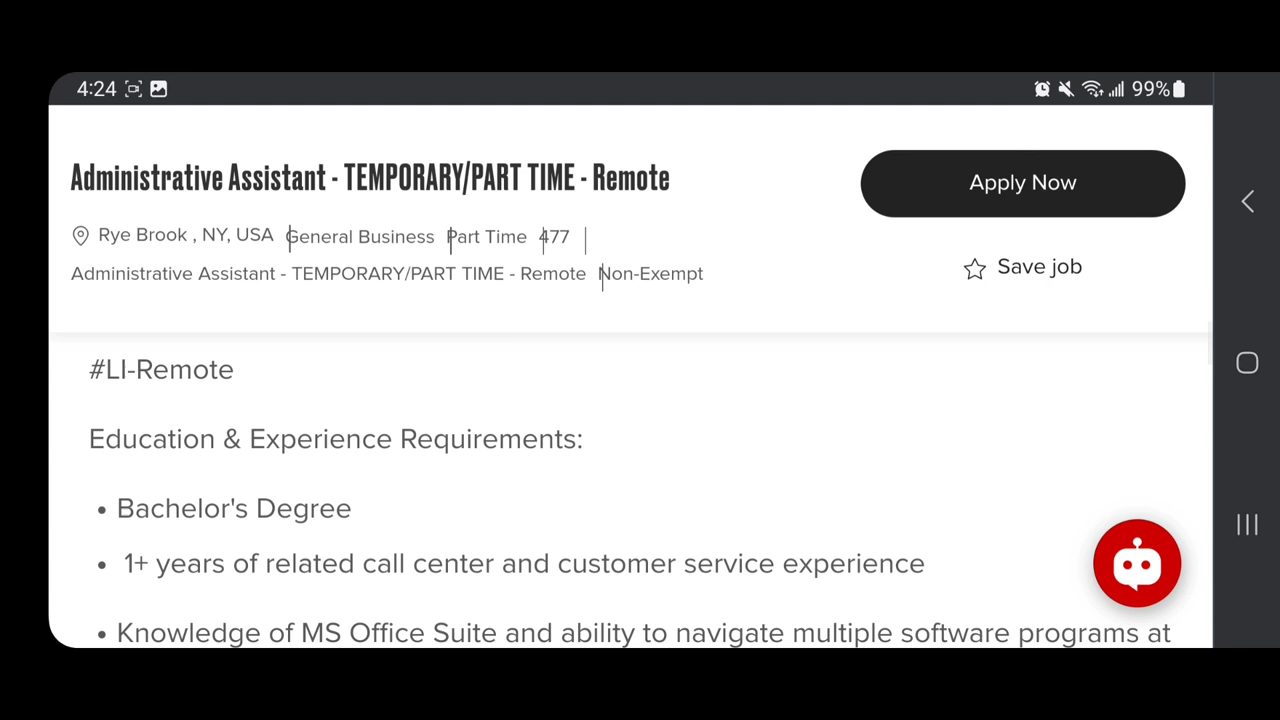 4:24
99%
Administrative Assistant - TEMPORARY/PART TIME - Remote
Apply Now
Rye Brook , NY, USA General Business Part Time 477
Administrative Assistant - TEMPORARY/PART TIME - Remote Non-Exempt
Save job
#LI-Remote
Education & Experience Requirements:
• Bachelor's Degree
• 1+ years of related call center and customer service experience
• Knowledge of MS Office Suite and ability to navigate multiple software programs at